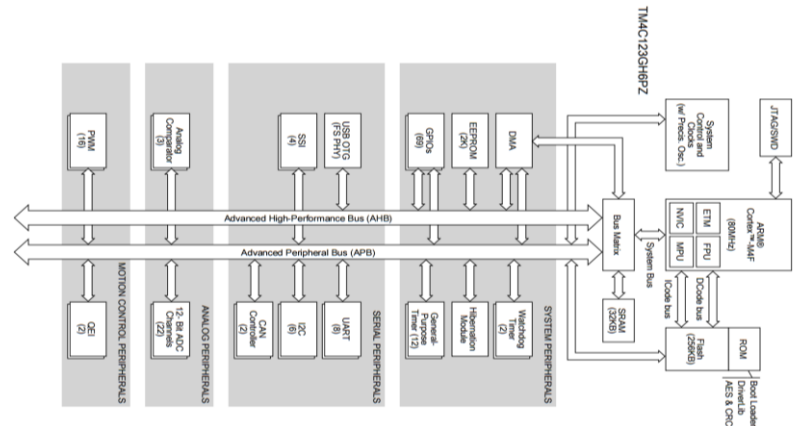 TM4C123GH6PZ
JTAG/SWD
ARM®
Cortex™-M4F
(80MHz)
ETM
FPU
NVIC
MPU
ROM
Boot Loader
DriverLib
AES & CRC
Flash
(256KB)
DCode bus
ICode bus
System
Control and
Clocks
(w/ Precis. Osc.)
System Bus
Bus Matrix
SRAM
(32KB)
SYSTEM PERIPHERALS
DMA
Watchdog
Timer
(2)
EEPROM
(2K)
Hibernation
Module
GPIOs
(69)
General-
Purpose
Timer (12)
SERIAL PERIPHERALS
USB OTG
(FS PHY)
UART
(8)
SSI
(4)
I2C
(6)
CAN
Controller
(2)
Advanced High-Performance Bus (AHB)
Advanced Peripheral Bus (APB)
ANALOG PERIPHERALS
Analog
Comparator
(3)
12- Bit ADC
Channels
(22)
MOTION CONTROL PERIPHERALS
PWM
(16)
QEI
(2)